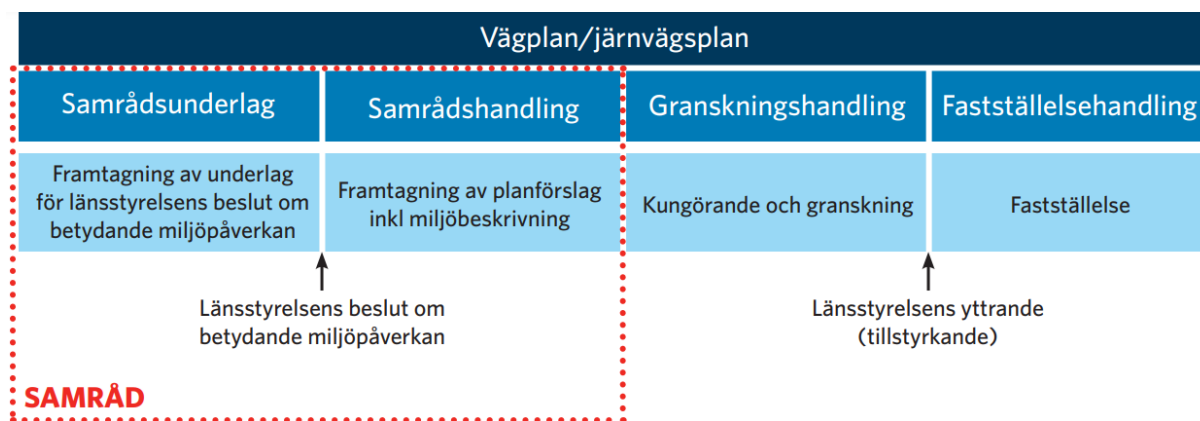 Vägplan/järnvägsplan
Samrådsunderlag
Samrådshandling
Granskningshandling
Fastställelsehandling
Framtagning av underlag
för länsstyrelsens beslut om
betydande miljöpåverkan
Framtagning av planförslag
inkl miljöbeskrivning
Kungörande och granskning
Fastställelse
Länsstyrelsens beslut om
betydande miljöpåverkan
Länsstyrelsens yttrande
(tillstyrkande)
SAMRÅD